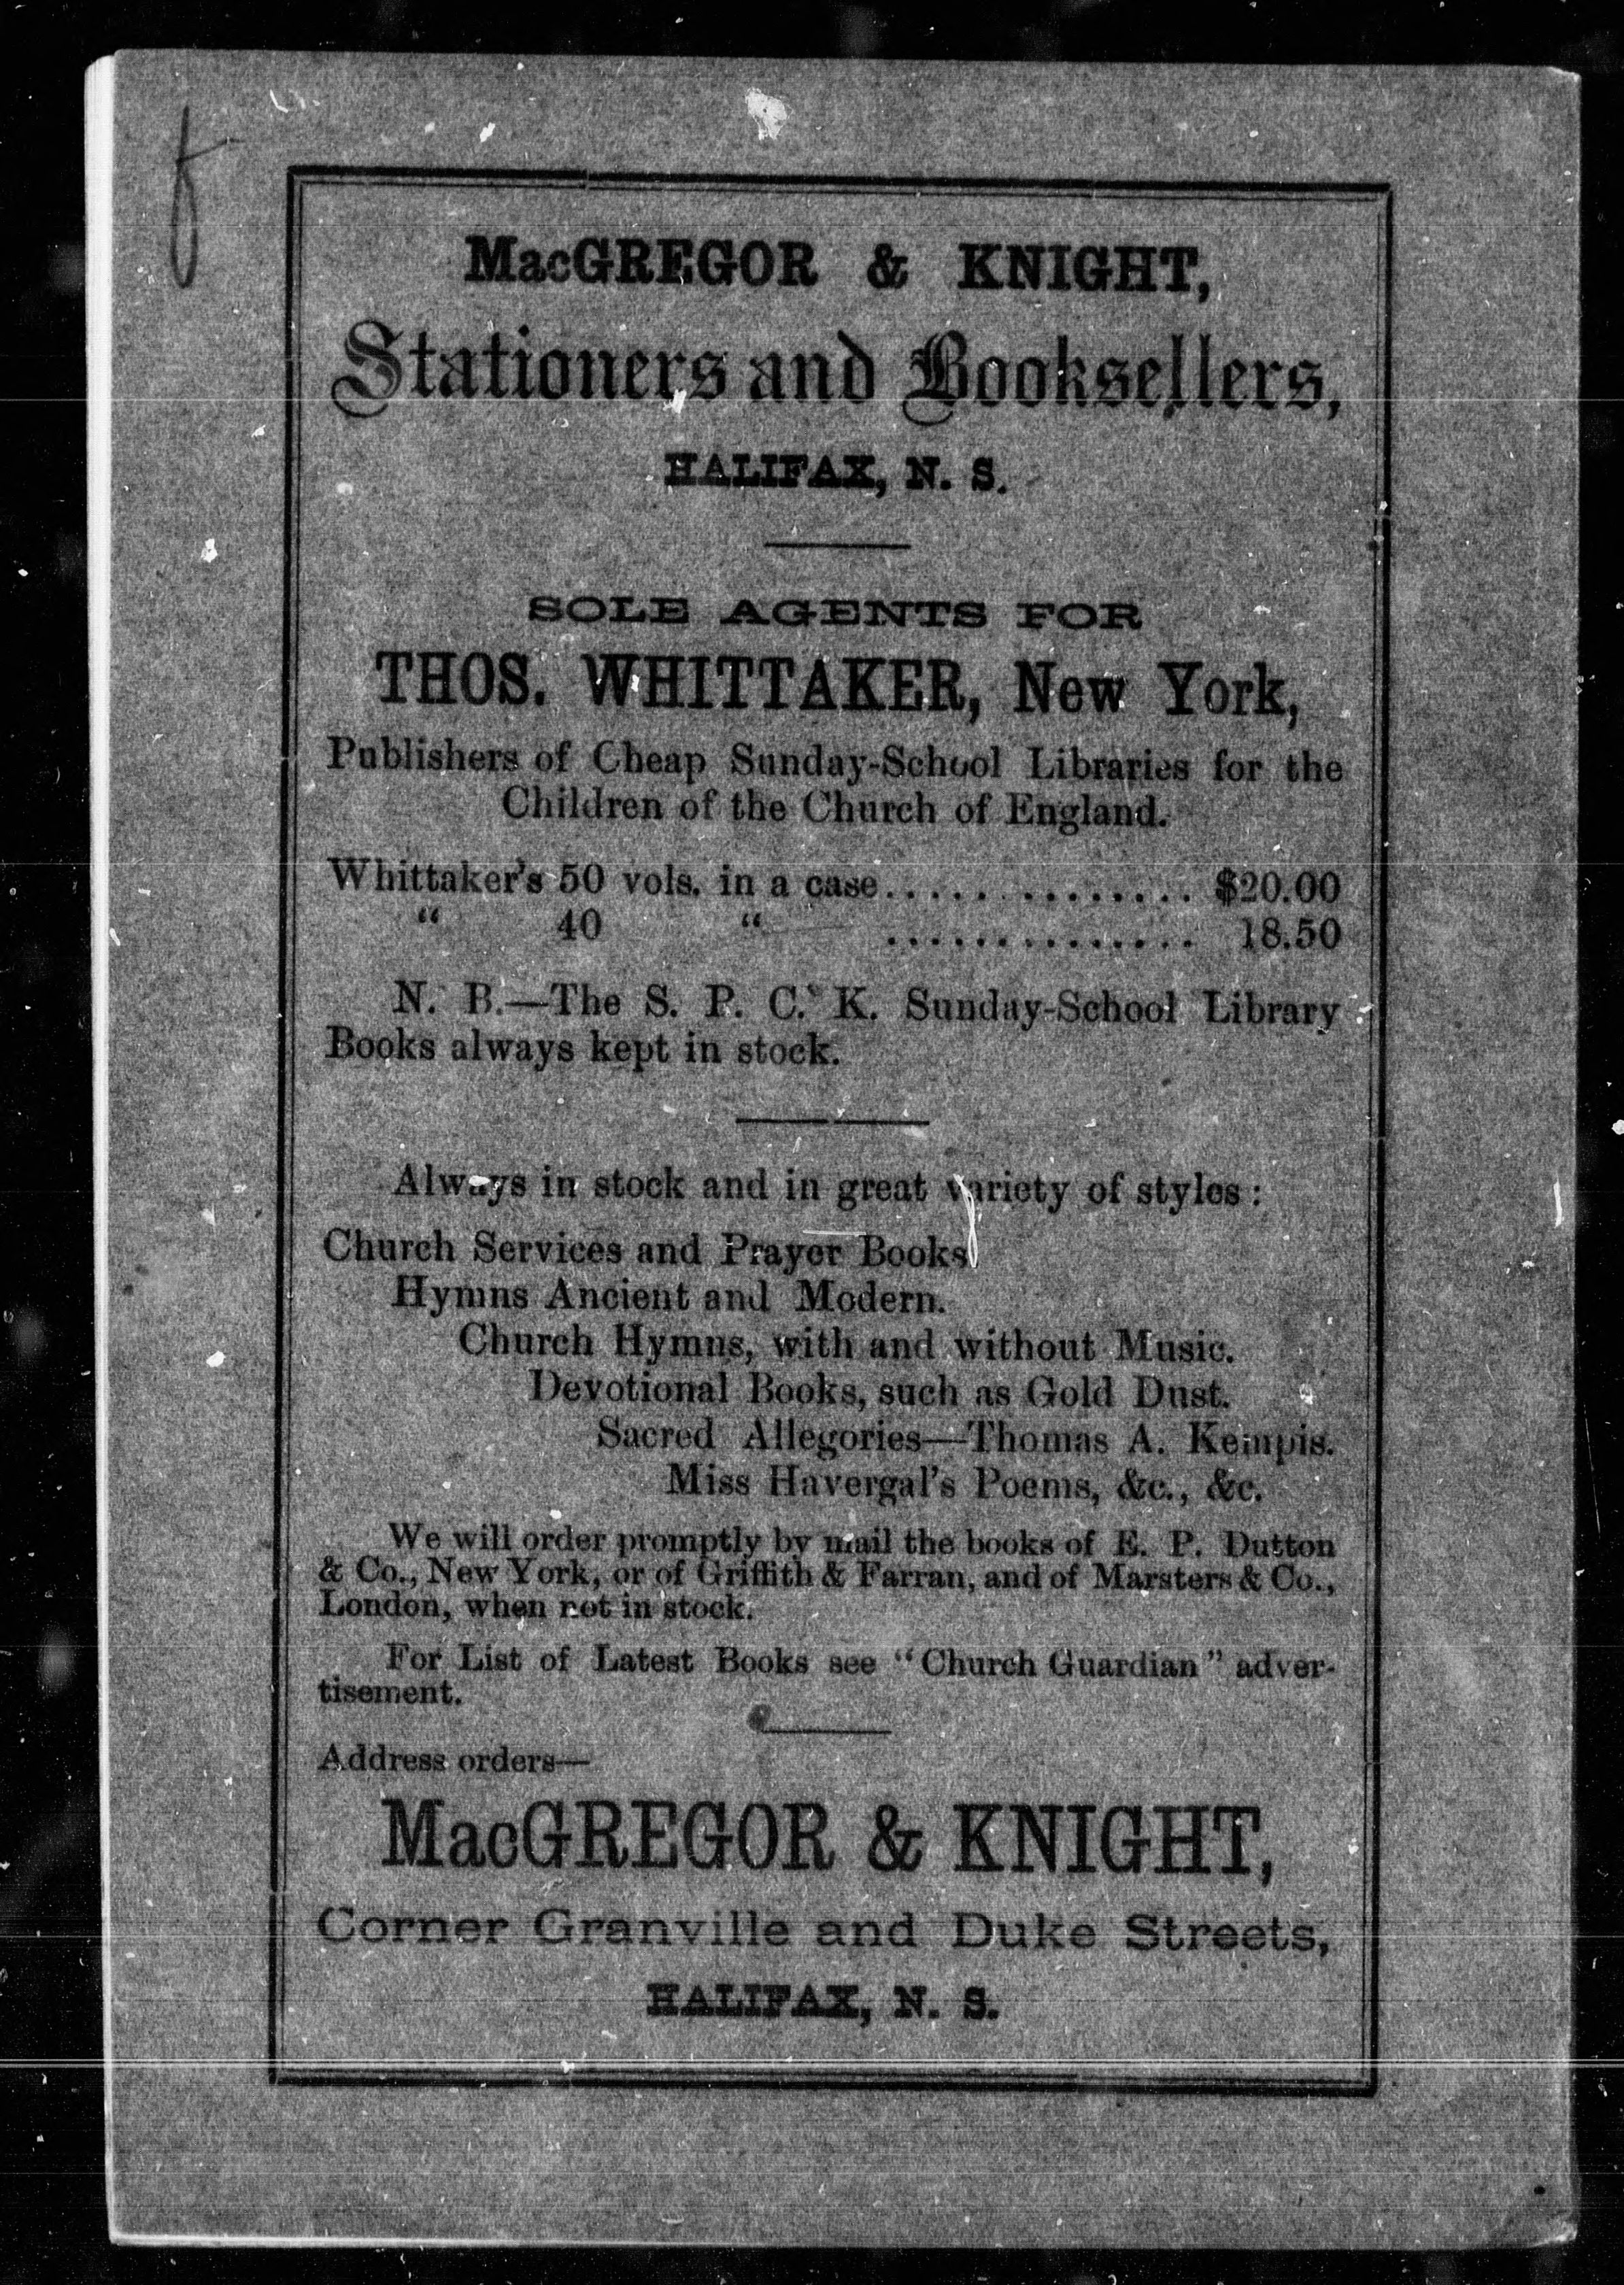 MacGREGOR & KNIGHT,
Stationers and Booksellers,
HALIFAX, N. S.
SOLE AGENTS FOR
THOS. WHITTAKER, New York,
Publishers of Cheap Sunday-School Libraries for the
Children of the Church of England.
Whittaker's 50 vols. in a case.............. $20.00
“ 40 “ .............. 18.50
N. B.—The S. P. C. K. Sunday-School Library
Books always kept in stock.
Always in stock and in great variety of styles:
Church Services and Prayer Books
Hymns Ancient and Modern.
Church Hymns, with and without Music.
Devotional Books, such as Gold Dust.
Sacred Allegories—Thomas A. Kempis.
Miss Havergal's Poems, &c., &c.
We will order promptly by mail the books of E. P. Dutton
& Co., New York, or of Griffith & Farran, and of Marsters & Co.,
London, when not in stock.
For List of Latest Books see “Church Guardian” adver-
tisement.
Address orders—
MacGREGOR & KNIGHT,
Corner Granville and Duke Streets,
HALIFAX, N. S.